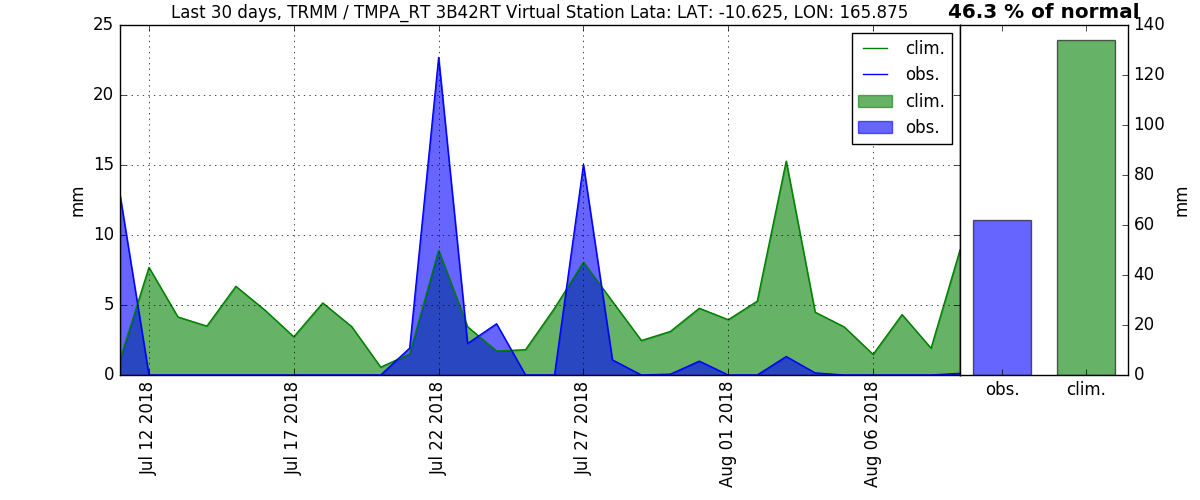 Last 30 days, TRMM / TMPA_RT 3B42RT Virtual Station Lata: LAT: -10.625, LON: 165.875
46.3 % of normal
25
20
15
10
5
0
mm
clim.
obs.
clim.
obs.
140
120
100
80
60
40
20
0
mm
Jul 12 2018
Jul 17 2018
Jul 22 2018
Jul 27 2018
Aug 01 2018
Aug 06 2018
obs.
clim.